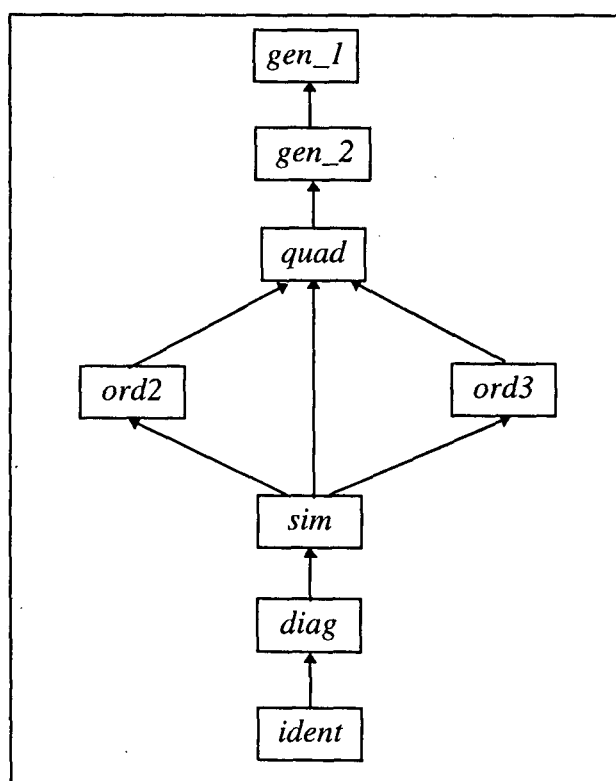 gen_1
gen_2
quad
ord2
ord3
sim
diag
ident